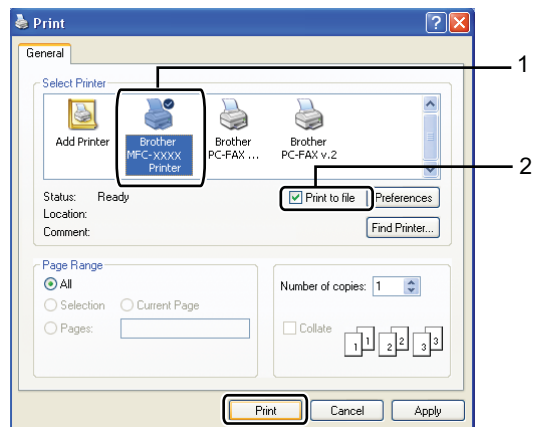 Print
General
1
Select Printer
Add Printer
Brother MFC-XXXX Printer
Brother PC-FAX ...
Brother PC-FAX v.2
2
Status: Ready
Print to file
Preferences
Location:
Comment:
Find Printer...
Page Range
All
Selection
Current Page
Pages:
Number of copies: 1
Collate
1 1 2 2 3 3
Print
Cancel
Apply